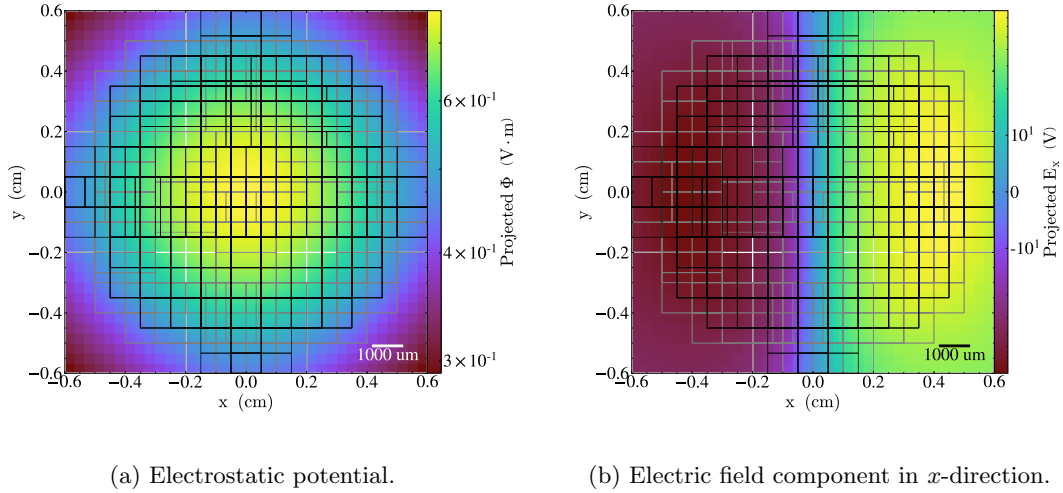 0.6
0.4
0.2
0.0
−0.2
−0.4
−0.6
y (cm)
−0.6 −0.4 −0.2 0.0 0.2 0.4 0.6
x (cm)
1000 um
6×10⁻¹
4×10⁻¹
3×10⁻¹
Projected Φ (V · m)
0.6
0.4
0.2
0.0
−0.2
−0.4
−0.6
y (cm)
−0.6 −0.4 −0.2 0.0 0.2 0.4 0.6
x (cm)
1000 um
10¹
0
-10¹
Projected Eₓ (V)
(a) Electrostatic potential.
(b) Electric field component in x-direction.